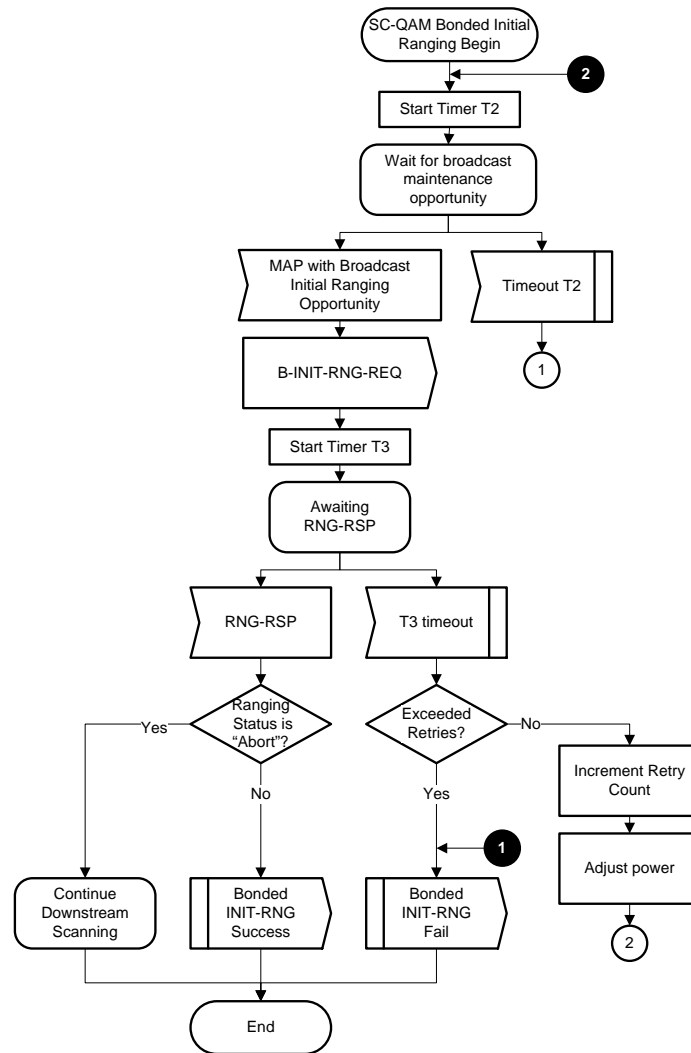 SC-QAM Bonded Initial
Ranging Begin
2
Start Timer T2
Wait for broadcast
maintenance
opportunity
MAP with Broadcast
Initial Ranging
Opportunity
Timeout T2
B-INIT-RNG-REQ
1
Start Timer T3
Awaiting
RNG-RSP
RNG-RSP
T3 timeout
Ranging
Status is
“Abort”?
Yes
No
Exceeded
Retries?
No
Yes
Increment Retry
Count
1
Adjust power
Continue
Downstream
Scanning
Bonded
INIT-RNG
Success
Bonded
INIT-RNG
Fail
2
End